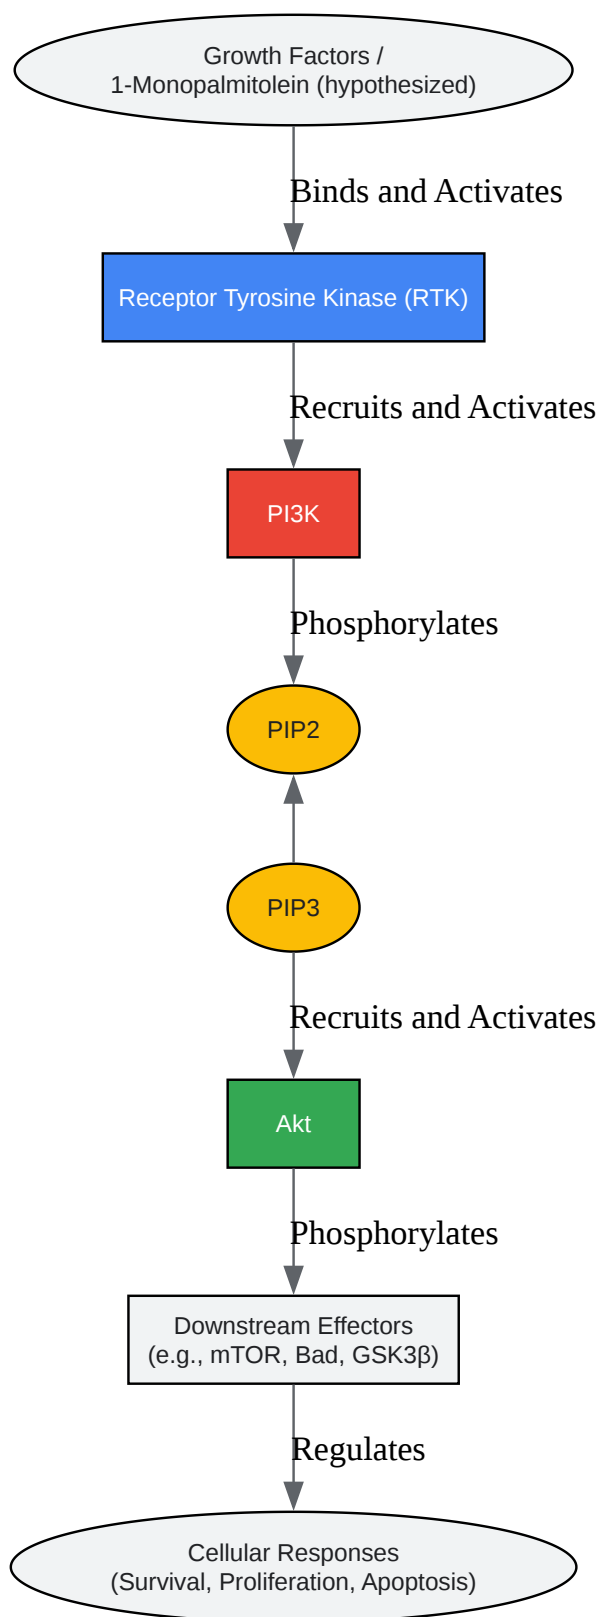 Growth Factors /
1-Monopalmitolein (hypothesized)
Binds and Activates
Receptor Tyrosine Kinase (RTK)
Recruits and Activates
PI3K
Phosphorylates
PIP2
PIP3
Recruits and Activates
Akt
Phosphorylates
Downstream Effectors
(e.g., mTOR, Bad, GSK3β)
Regulates
Cellular Responses
(Survival, Proliferation, Apoptosis)